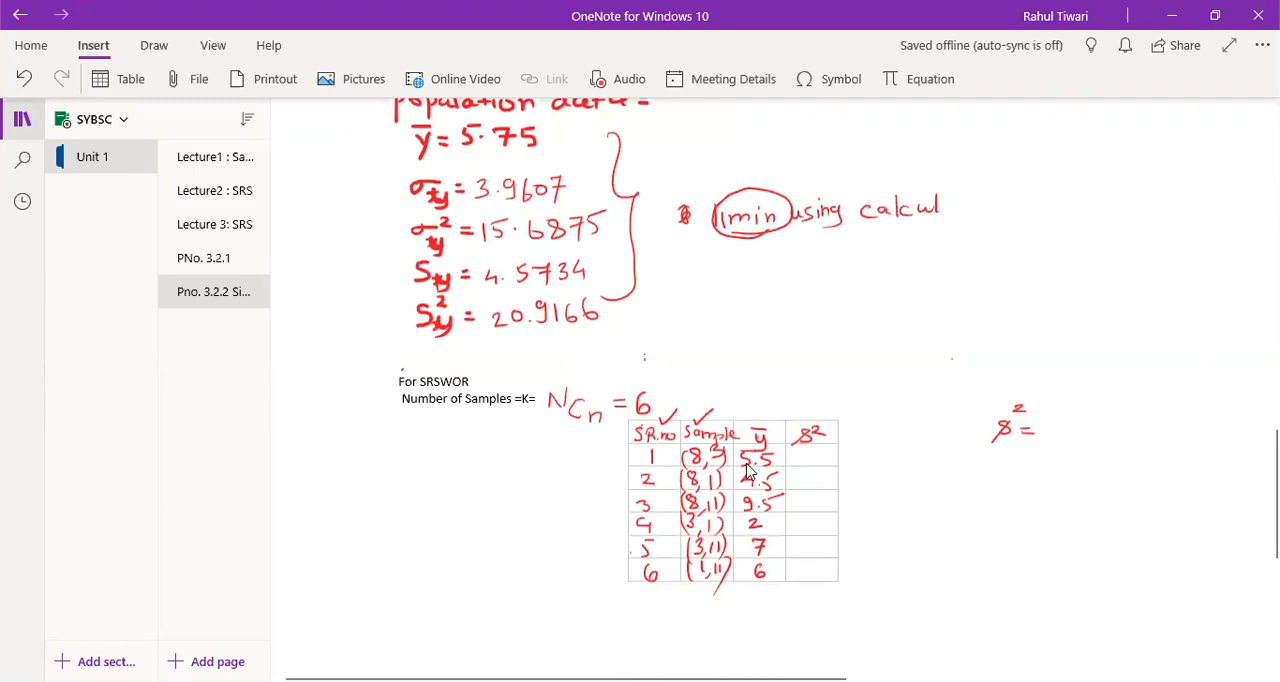 OneNote for Windows 10
Rahul Tiwari
Home Insert Draw View Help
Saved offline (auto-sync is off) Share
Table File Printout Pictures Online Video Link Audio Meeting Details Symbol Equation
SYBSC
Unit 1
Lecture1 : Sa...
Lecture2 : SRS
Lecture 3: SRS
PNo. 3.2.1
Pno. 3.2.2 Si...
Add sect... Add page
population
ȳ = 5.75
σy = 3.9607
σy² = 15.6875
Sy = 4.5734
Sy² = 20.9166
1min using calcul
For SRSWOR
Number of Samples =K= NCn = 6
SR.no Sample ȳ s²
1 (8,3) 5.5
2 (8,1) 4.5
3 (8,11) 9.5
4 (3,1) 2
5 (3,11) 7
6 (1,11) 6
s² =